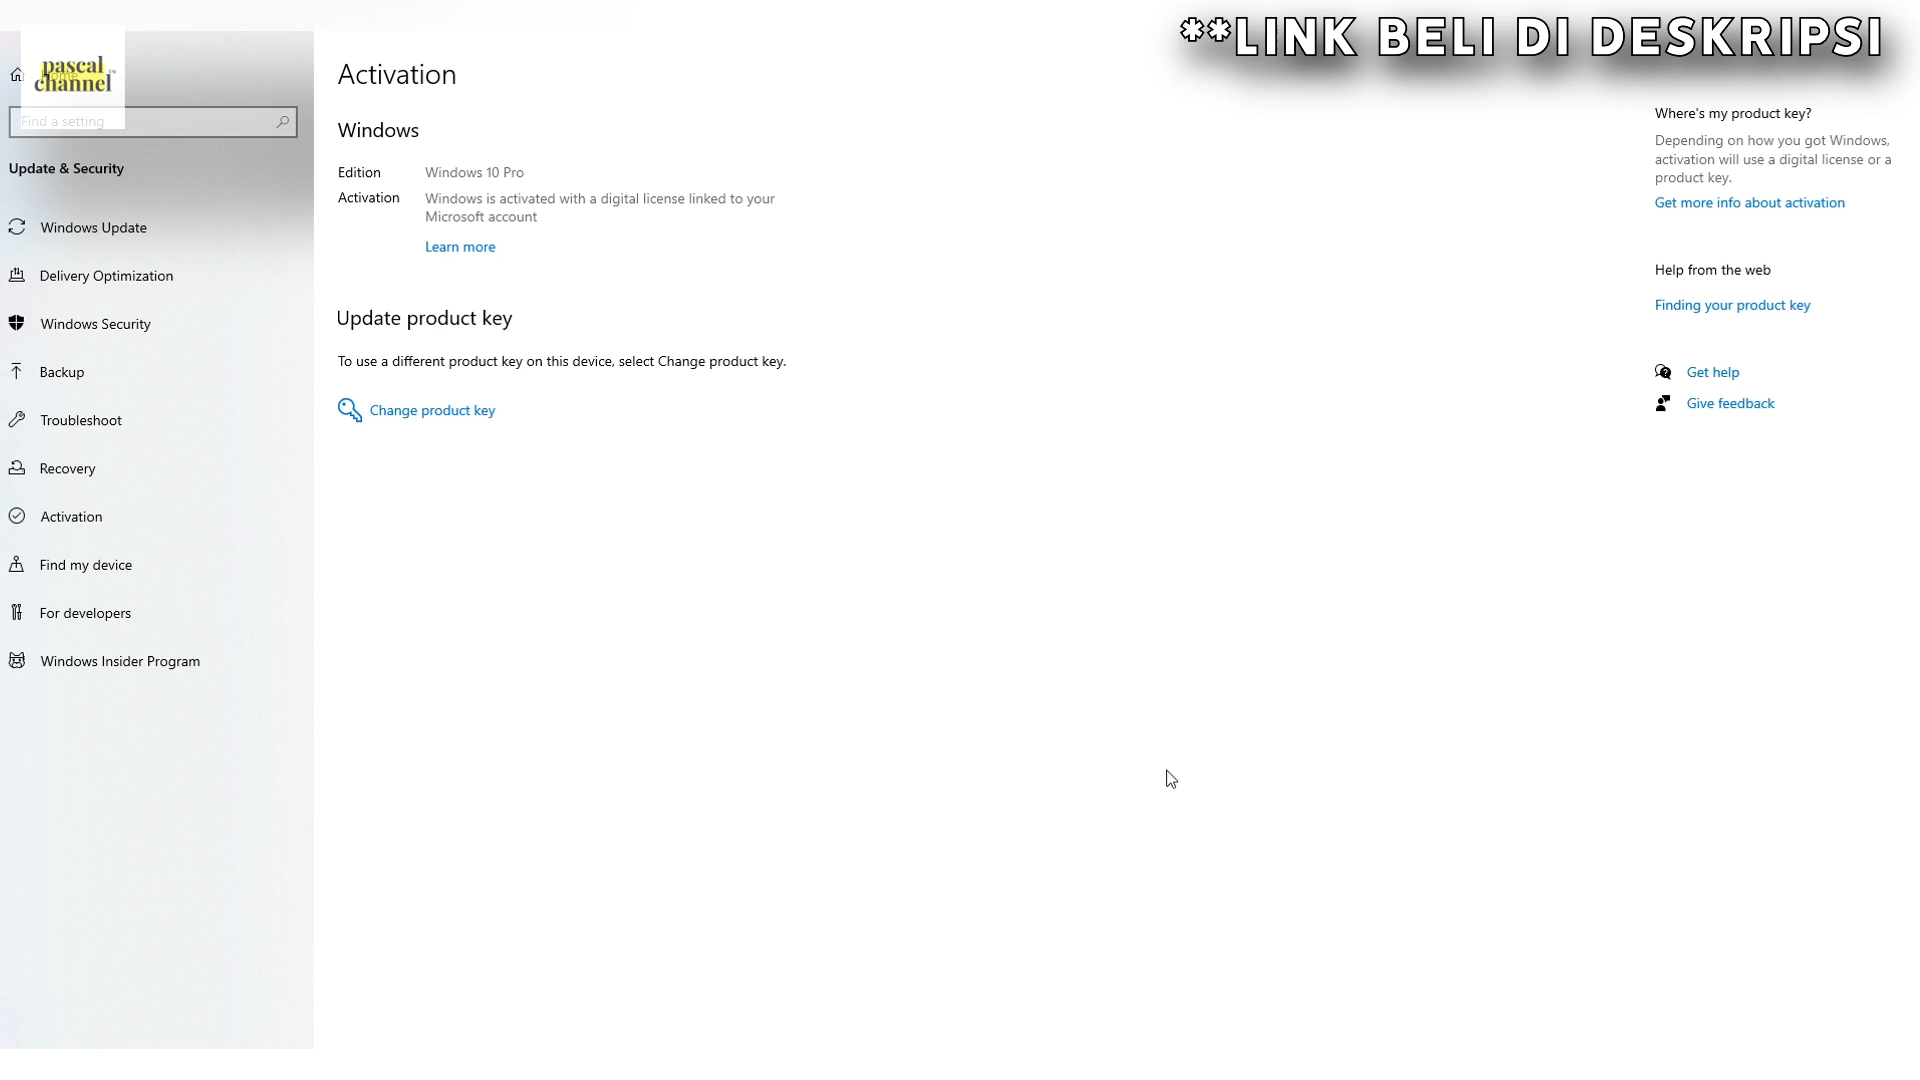 **LINK BELI DI DESKRIPSI
pascal
channel™
Home
Find a setting
Update & Security
Windows Update
Delivery Optimization
Windows Security
Backup
Troubleshoot
Recovery
Activation
Find my device
For developers
Windows Insider Program
Activation
Windows
Edition Windows 10 Pro
Activation Windows is activated with a digital license linked to your
Microsoft account
Learn more
Update product key
To use a different product key on this device, select Change product key.
Change product key
Where's my product key?
Depending on how you got Windows,
activation will use a digital license or a
product key.
Get more info about activation
Help from the web
Finding your product key
Get help
Give feedback